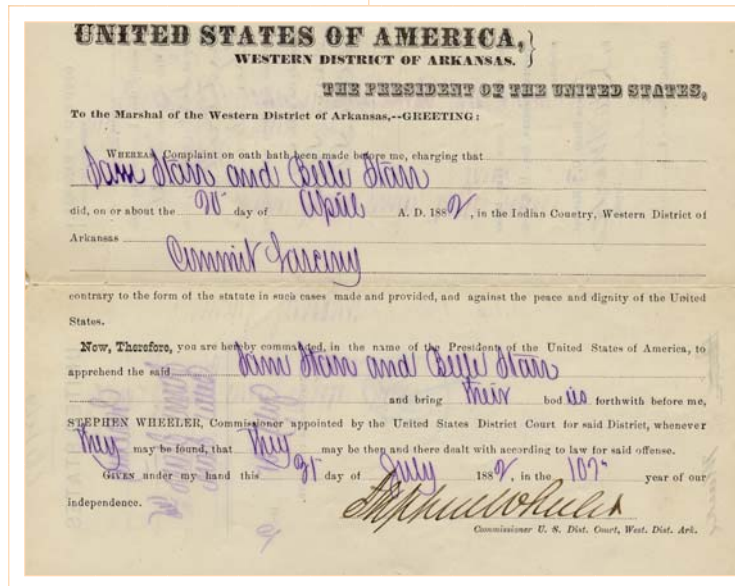 UNITED STATES OF AMERICA,}
WESTERN DISTRICT OF ARKANSAS.
THE PRESIDENT OF THE UNITED STATES,
To the Marshal of the Western District of Arkansas,--GREETING:
WHEREAS, Complaint on oath hath been made before me, charging that
Sam Starr and Belle Starr
did, on or about the 20 day of April A. D. 1882, in the Indian Country, Western District of
Arkansas
Commit Larceny
contrary to the form of the statute in such cases made and provided, and against the peace and dignity of the United
States.
Now, Therefore, you are hereby commanded, in the name of the President of the United States of America, to
apprehend the said Sam Starr and Belle Starr
and bring their bodies forthwith before me,
STEPHEN WHEELER, Commissioner appointed by the United States District Court for said District, whenever
they may be found, that they may be then and there dealt with according to law for said offense.
GIVEN under my hand this 31 day of July 1882, in the 107 year of our
independence.
Stephen Wheeler
Commissioner U. S. Dist. Court, West. Dist. Ark.